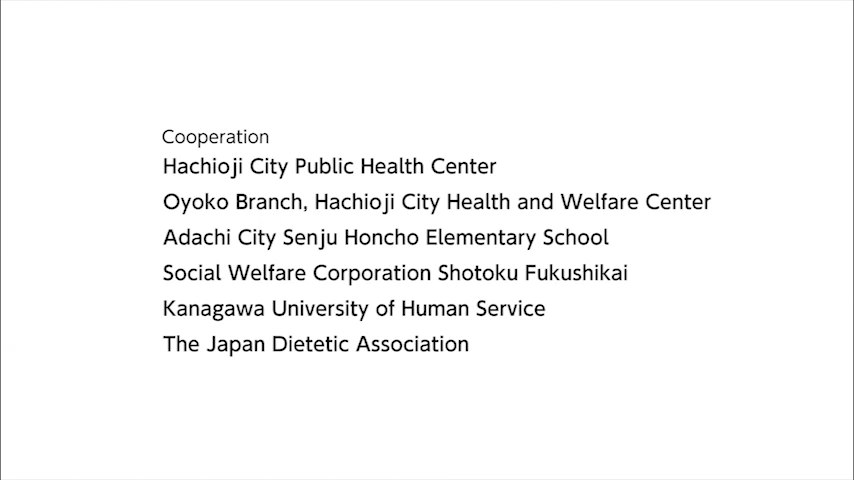 Cooperation
Hachioji City Public Health Center
Oyoko Branch, Hachioji City Health and Welfare Center
Adachi City Senju Honcho Elementary School
Social Welfare Corporation Shotoku Fukushikai
Kanagawa University of Human Service
The Japan Dietetic Association